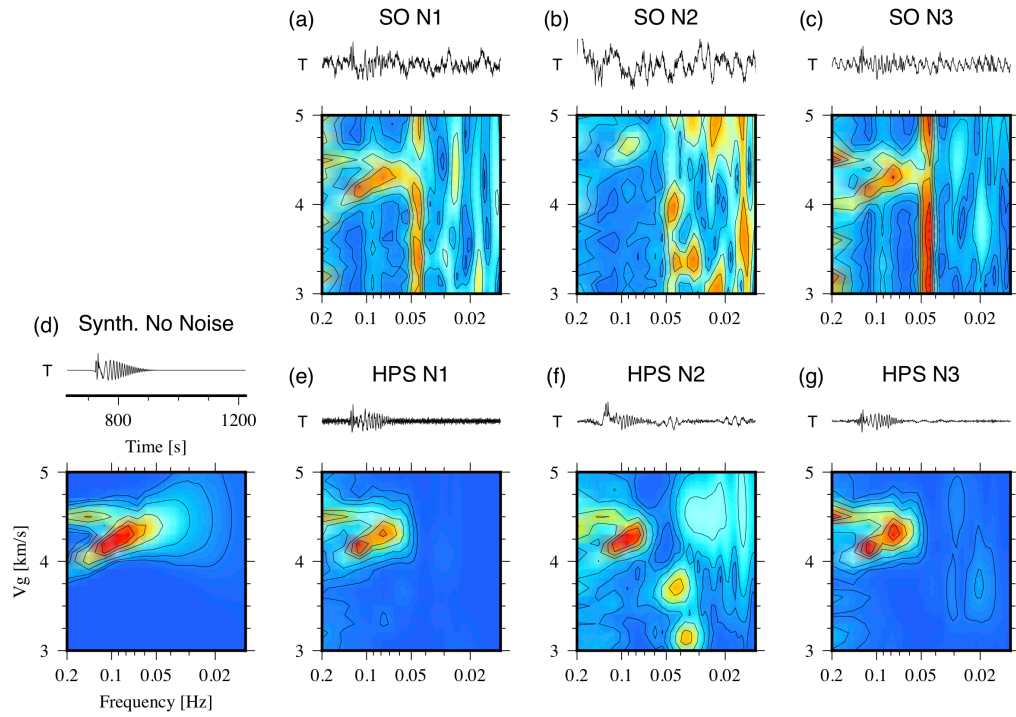 (a) SO N1 (b) SO N2 (c) SO N3
T T T
5 5 5
4 4 4
3 3 3
0.2 0.1 0.05 0.02 0.2 0.1 0.05 0.02 0.2 0.1 0.05 0.02
(d) Synth. No Noise
T
800 1200
Time [s]
(e) HPS N1 (f) HPS N2 (g) HPS N3
T T T
5 5 5 5
Vg [km/s] 4 4 4 4
3 3 3 3
0.2 0.1 0.05 0.02 0.2 0.1 0.05 0.02 0.2 0.1 0.05 0.02 0.2 0.1 0.05 0.02
Frequency [Hz]